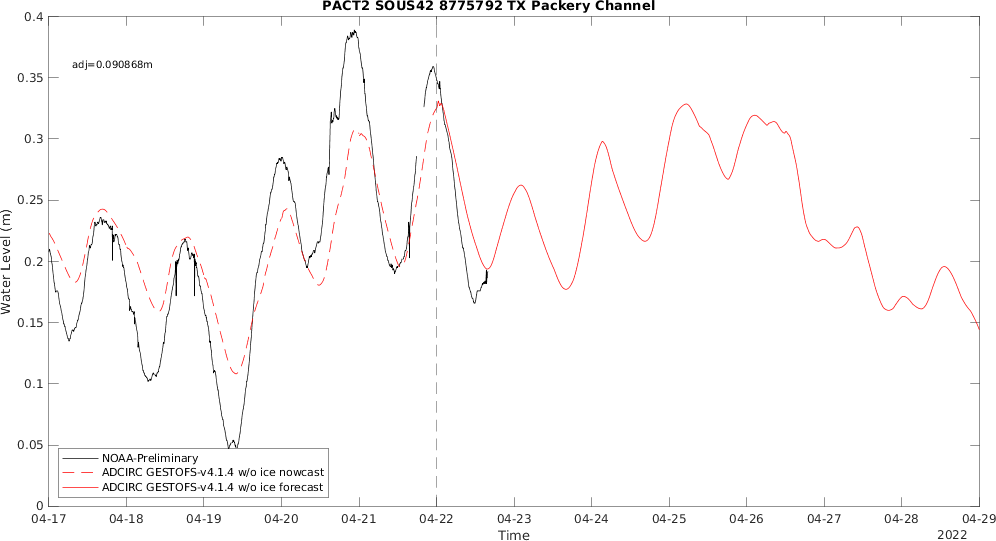 PACT2 SOUS42 8775792 TX Packery Channel
adj=0.090868m
0.4
0.35
0.3
0.25
0.2
0.15
0.1
0.05
0
Water Level (m)
NOAA-Preliminary
ADCIRC GESTOFS-v4.1.4 w/o ice nowcast
ADCIRC GESTOFS-v4.1.4 w/o ice forecast
04-17 04-18 04-19 04-20 04-21 04-22 04-23 04-24 04-25 04-26 04-27 04-28 04-29
Time
2022